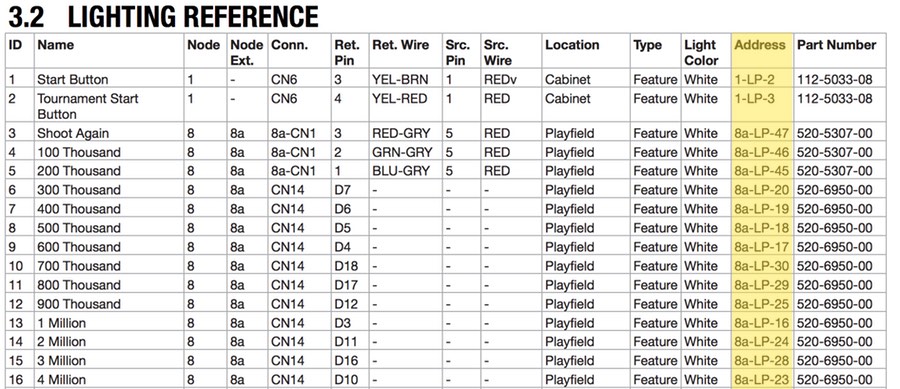 3.2 LIGHTING REFERENCE
ID Name Node Node Ext. Conn. Ret. Pin Ret. Wire Src. Pin Src. Wire Location Type Light Color Address Part Number
1 Start Button 1 - CN6 3 YEL-BRN 1 REDv Cabinet Feature White 1-LP-2 112-5033-08
2 Tournament Start Button 1 - CN6 4 YEL-RED 1 RED Cabinet Feature White 1-LP-3 112-5033-08
3 Shoot Again 8 8a 8a-CN1 3 RED-GRY 5 RED Playfield Feature White 8a-LP-47 520-5307-00
4 100 Thousand 8 8a 8a-CN1 2 GRN-GRY 5 RED Playfield Feature White 8a-LP-46 520-5307-00
5 200 Thousand 8 8a 8a-CN1 1 BLU-GRY 5 RED Playfield Feature White 8a-LP-45 520-5307-00
6 300 Thousand 8 8a CN14 D7 - - - Playfield Feature White 8a-LP-20 520-6950-00
7 400 Thousand 8 8a CN14 D6 - - - Playfield Feature White 8a-LP-19 520-6950-00
8 500 Thousand 8 8a CN14 D5 - - - Playfield Feature White 8a-LP-18 520-6950-00
9 600 Thousand 8 8a CN14 D4 - - - Playfield Feature White 8a-LP-17 520-6950-00
10 700 Thousand 8 8a CN14 D18 - - - Playfield Feature White 8a-LP-30 520-6950-00
11 800 Thousand 8 8a CN14 D17 - - - Playfield Feature White 8a-LP-29 520-6950-00
12 900 Thousand 8 8a CN14 D12 - - - Playfield Feature White 8a-LP-25 520-6950-00
13 1 Million 8 8a CN14 D3 - - - Playfield Feature White 8a-LP-16 520-6950-00
14 2 Million 8 8a CN14 D11 - - - Playfield Feature White 8a-LP-24 520-6950-00
15 3 Million 8 8a CN14 D16 - - - Playfield Feature White 8a-LP-28 520-6950-00
16 4 Million 8 8a CN14 D10 - - - Playfield Feature White 8a-LP-23 520-6950-00